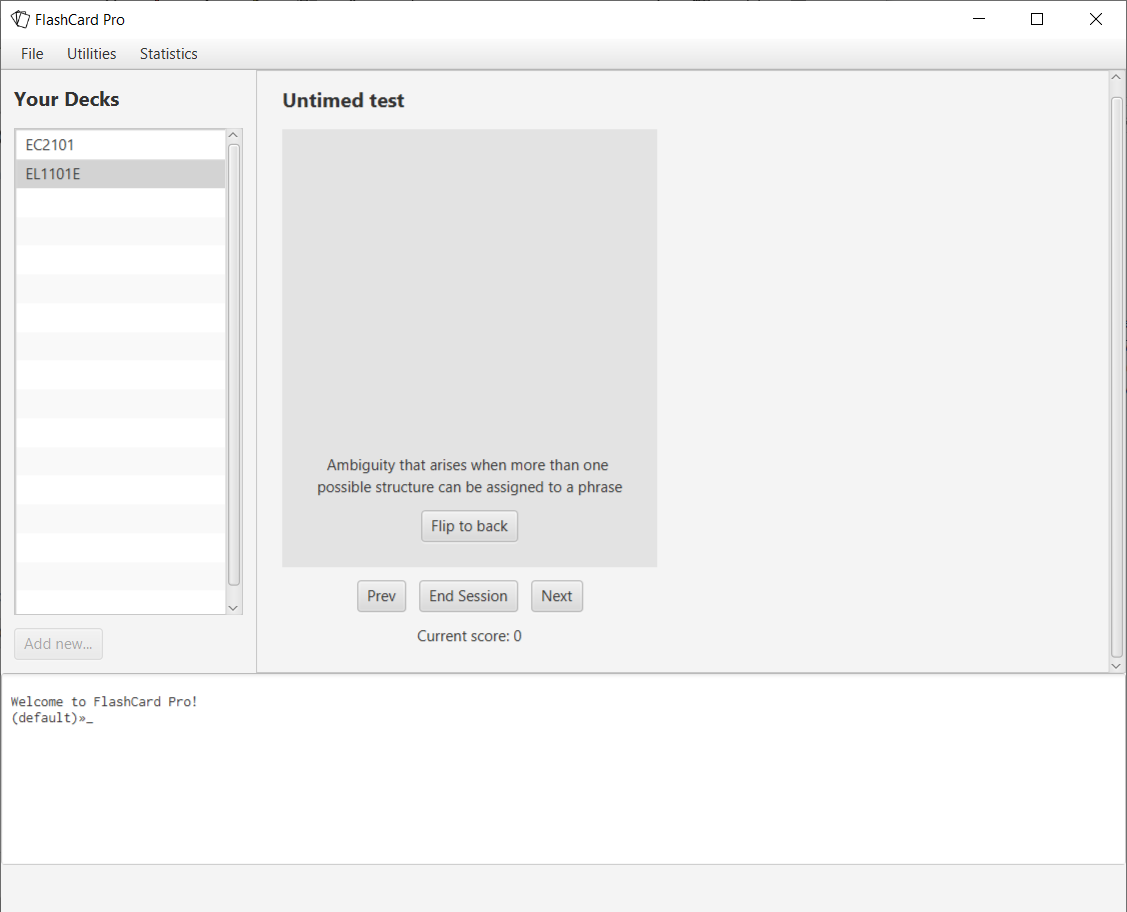 FlashCard Pro
File Utilities Statistics
Your Decks
EC2101
EL1101E
Add new...
Untimed test
Ambiguity that arises when more than one
possible structure can be assigned to a phrase
Flip to back
Prev End Session Next
Current score: 0
Welcome to FlashCard Pro!
(default)»_